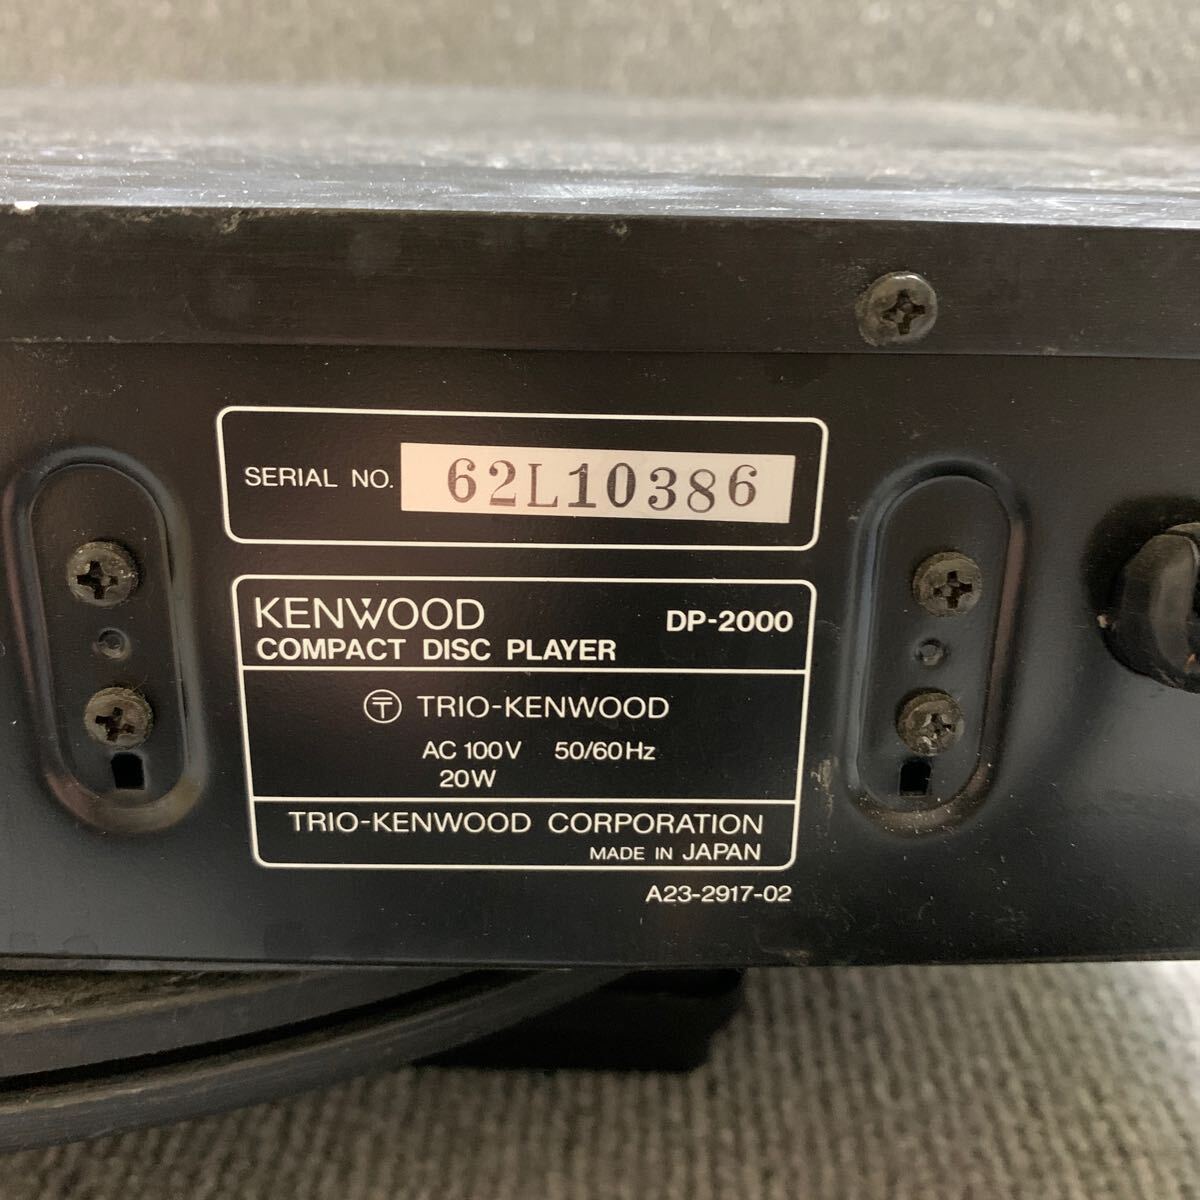 SERIAL NO. 62L10386
KENWOOD DP-2000
COMPACT DISC PLAYER
〒 TRIO-KENWOOD
AC 100V 50/60Hz
20W
TRIO-KENWOOD CORPORATION
MADE IN JAPAN
A23-2917-02